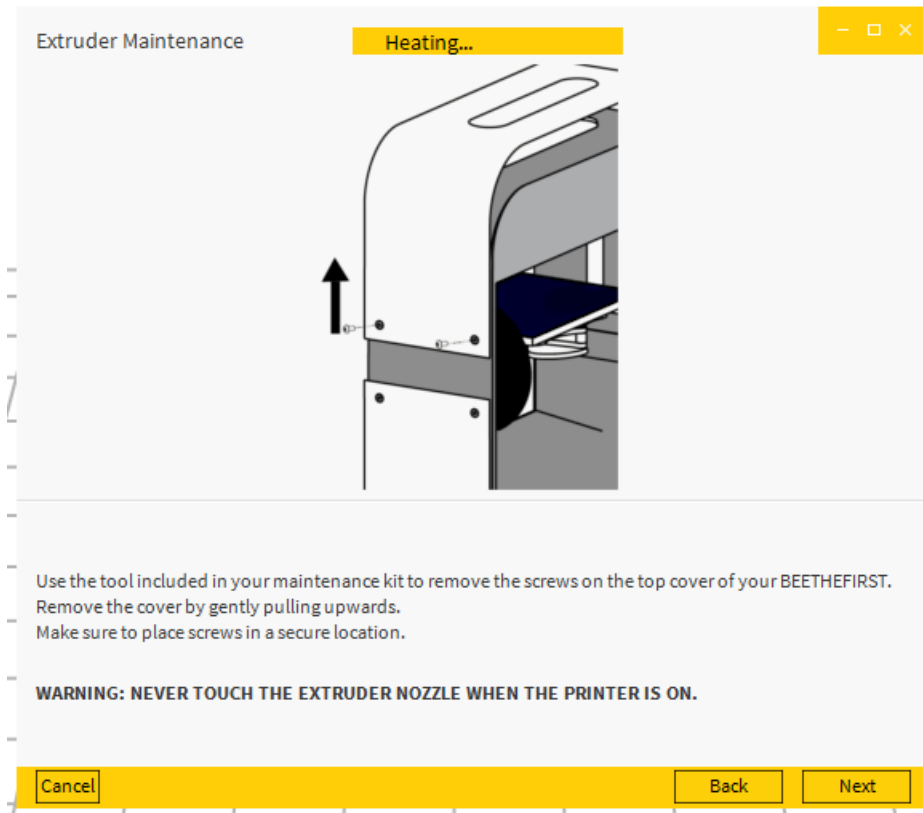 Extruder Maintenance
Heating...
Use the tool included in your maintenance kit to remove the screws on the top cover of your BEETHEFIRST.
Remove the cover by gently pulling upwards.
Make sure to place screws in a secure location.
WARNING: NEVER TOUCH THE EXTRUDER NOZZLE WHEN THE PRINTER IS ON.
Cancel
Back
Next